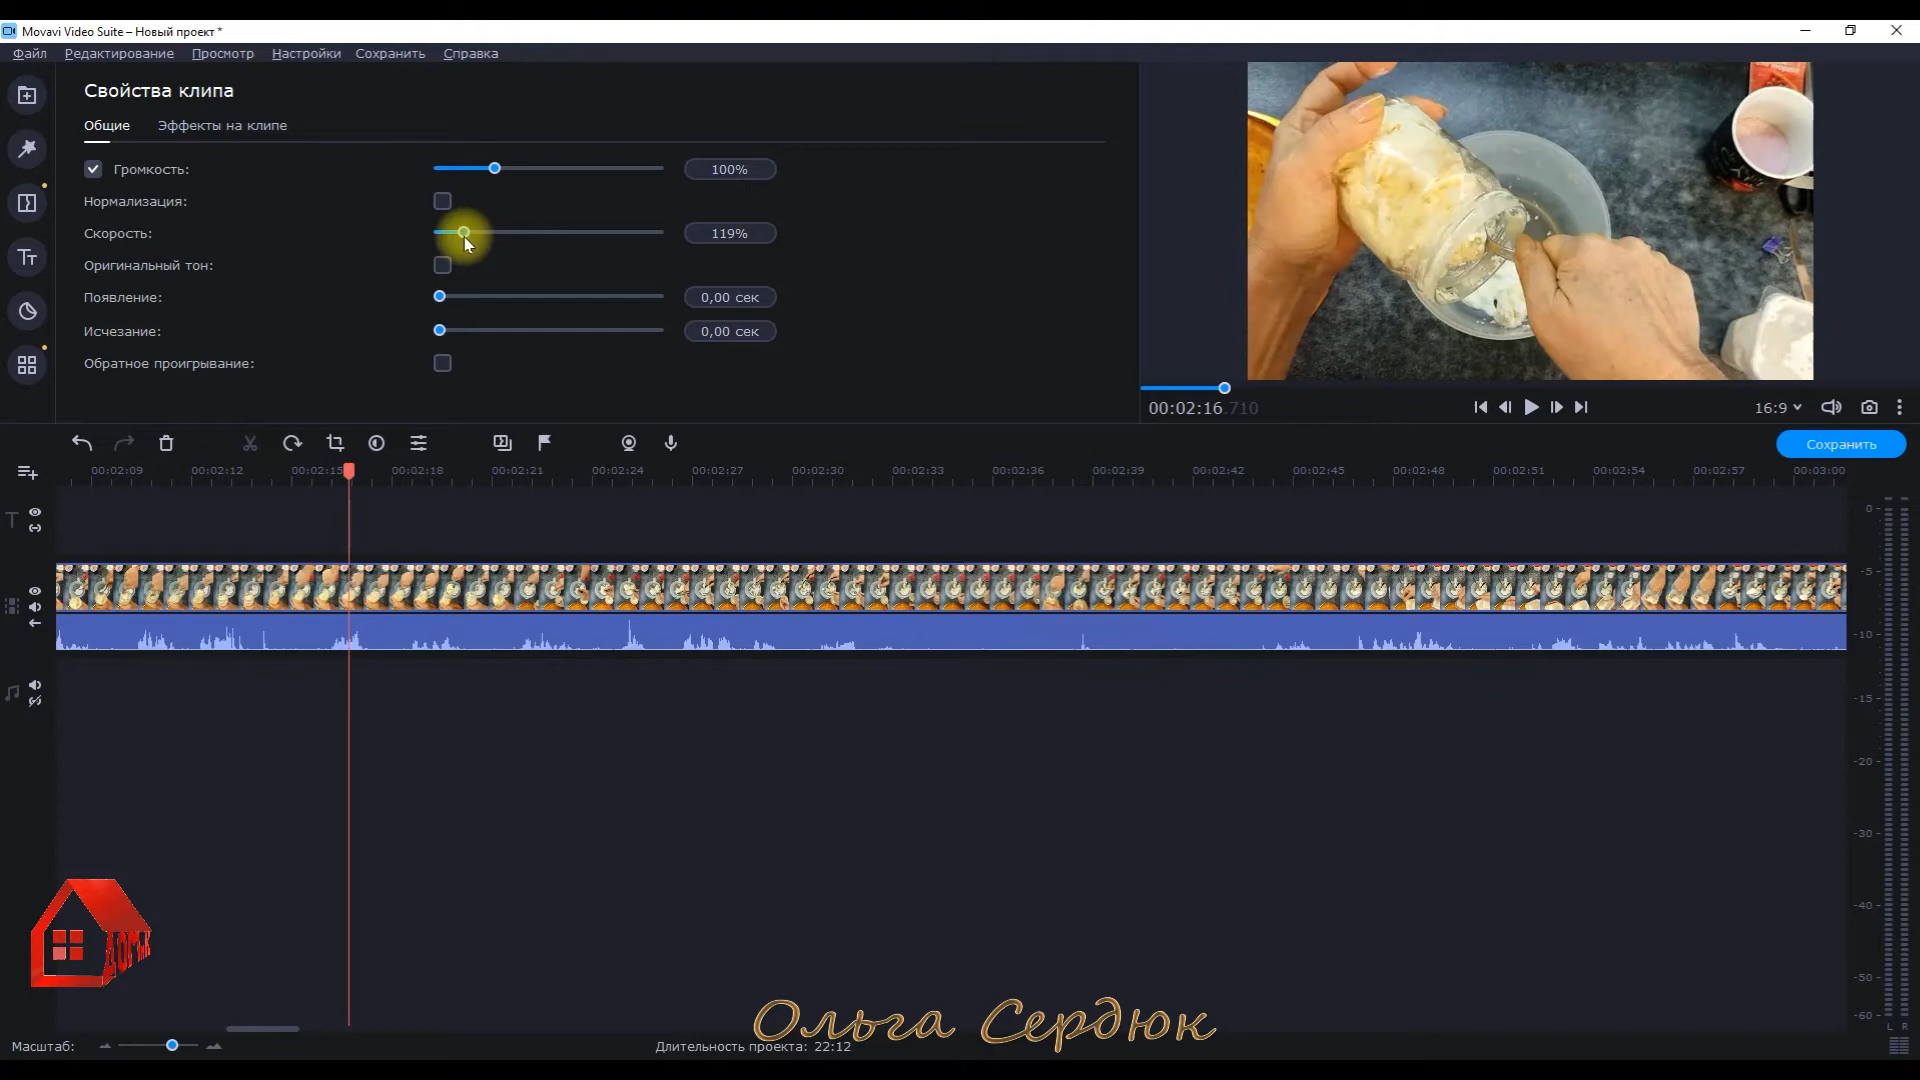 Movavi Video Suite – Новый проект *
Файл Редактирование Просмотр Настройки Сохранить Справка
Свойства клипа
Общие Эффекты на клипе
Громкость: 100%
Нормализация:
Скорость: 119%
Оригинальный тон:
Появление: 0,00 сек
Исчезание: 0,00 сек
Обратное проигрывание:
00:02:16.710
16:9
Сохранить
00:02:09 00:02:12 00:02:15 00:02:18 00:02:21 00:02:24 00:02:27 00:02:30 00:02:33 00:02:36 00:02:39 00:02:42 00:02:45 00:02:48 00:02:51 00:02:54 00:02:57 00:03:00
0
-5
-10
-15
-20
-30
-40
-50
-60
L R
Ольга Сердюк
Масштаб:
Длительность проекта: 22:12